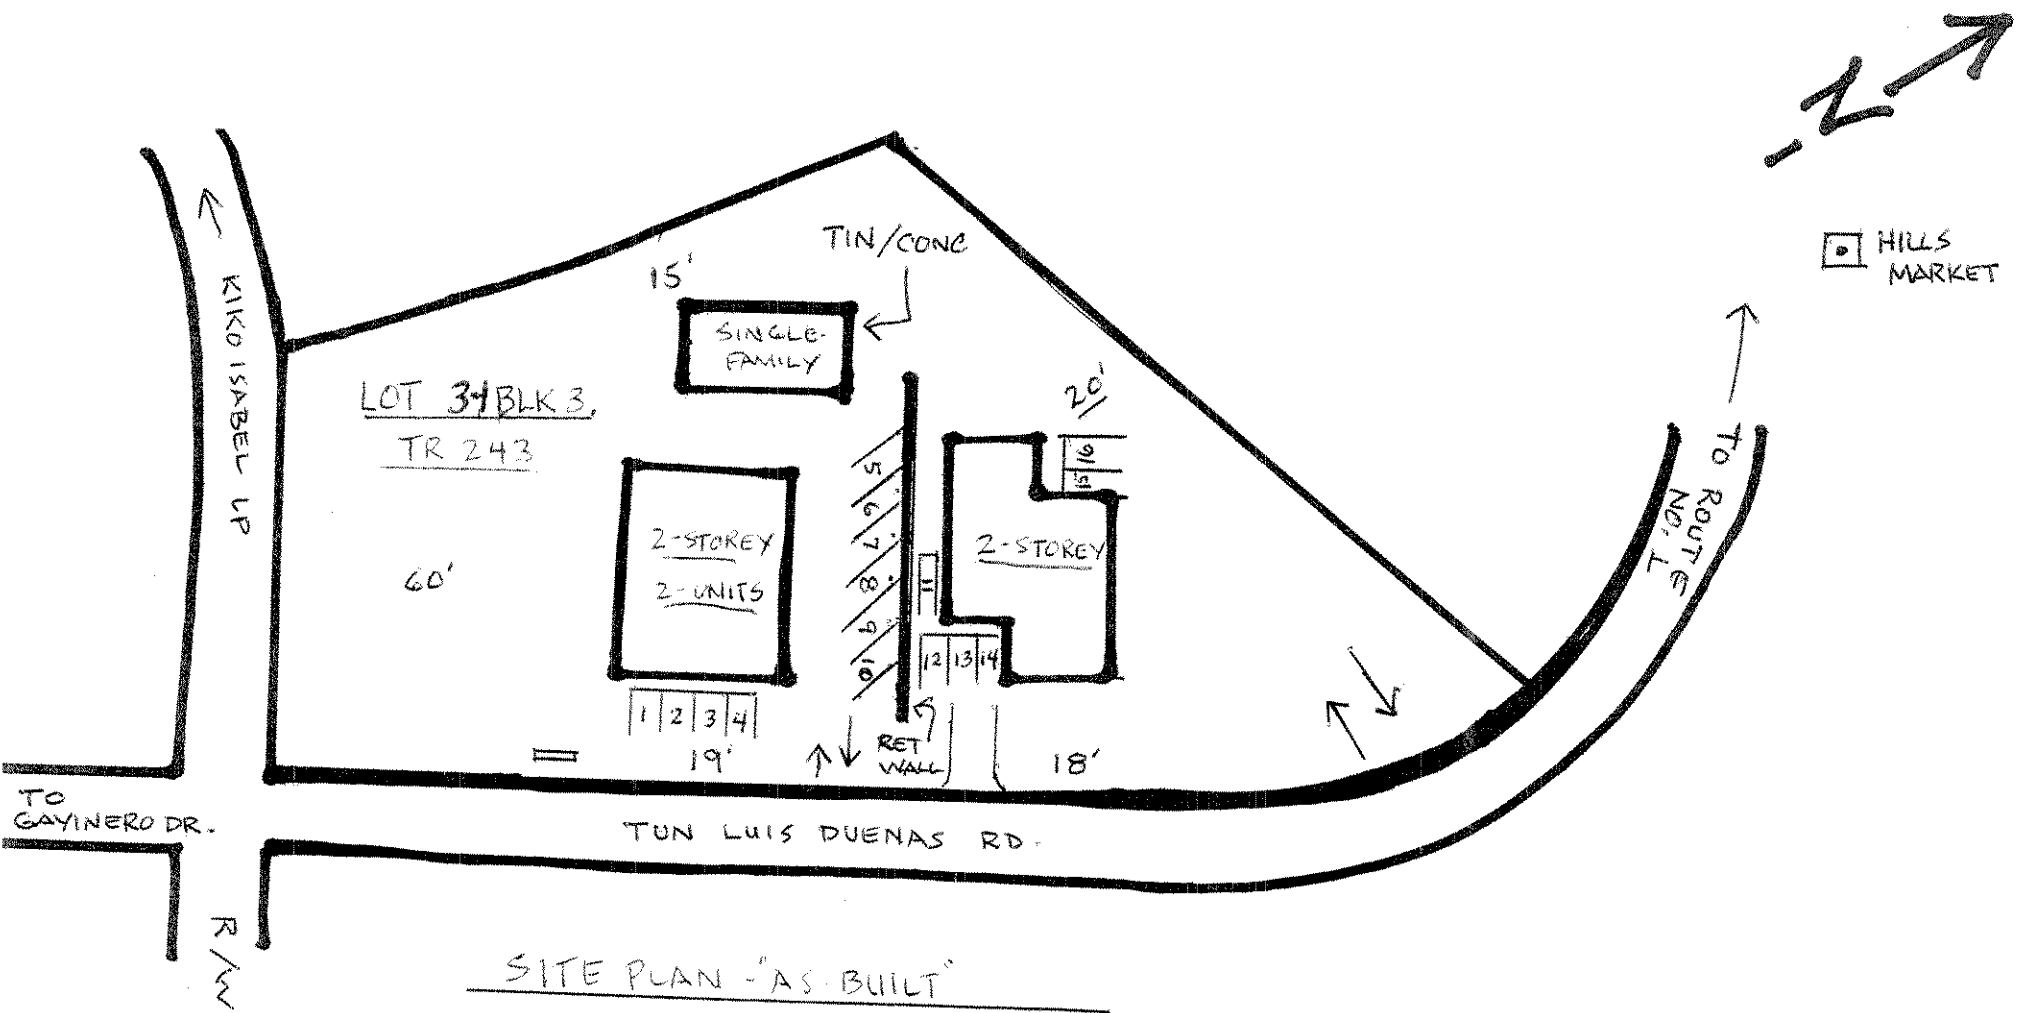 N
HILLS
MARKET
TIN/CONC
15'
SINGLE-
FAMILY
KIKO ISABEL LP
LOT 34 BLK 3,
TR 243
20'
16
15
5
6
7
8
9
10
11
2-STOREY
2-UNITS
2-STOREY
60'
12 13 14
1 2 3 4
19'
RET
WALL
18'
TO ROUTE
NO. 1
TO
GAYINERO DR.
TUN LUIS DUENAS RD.
R/W
SITE PLAN - "AS-BUILT"